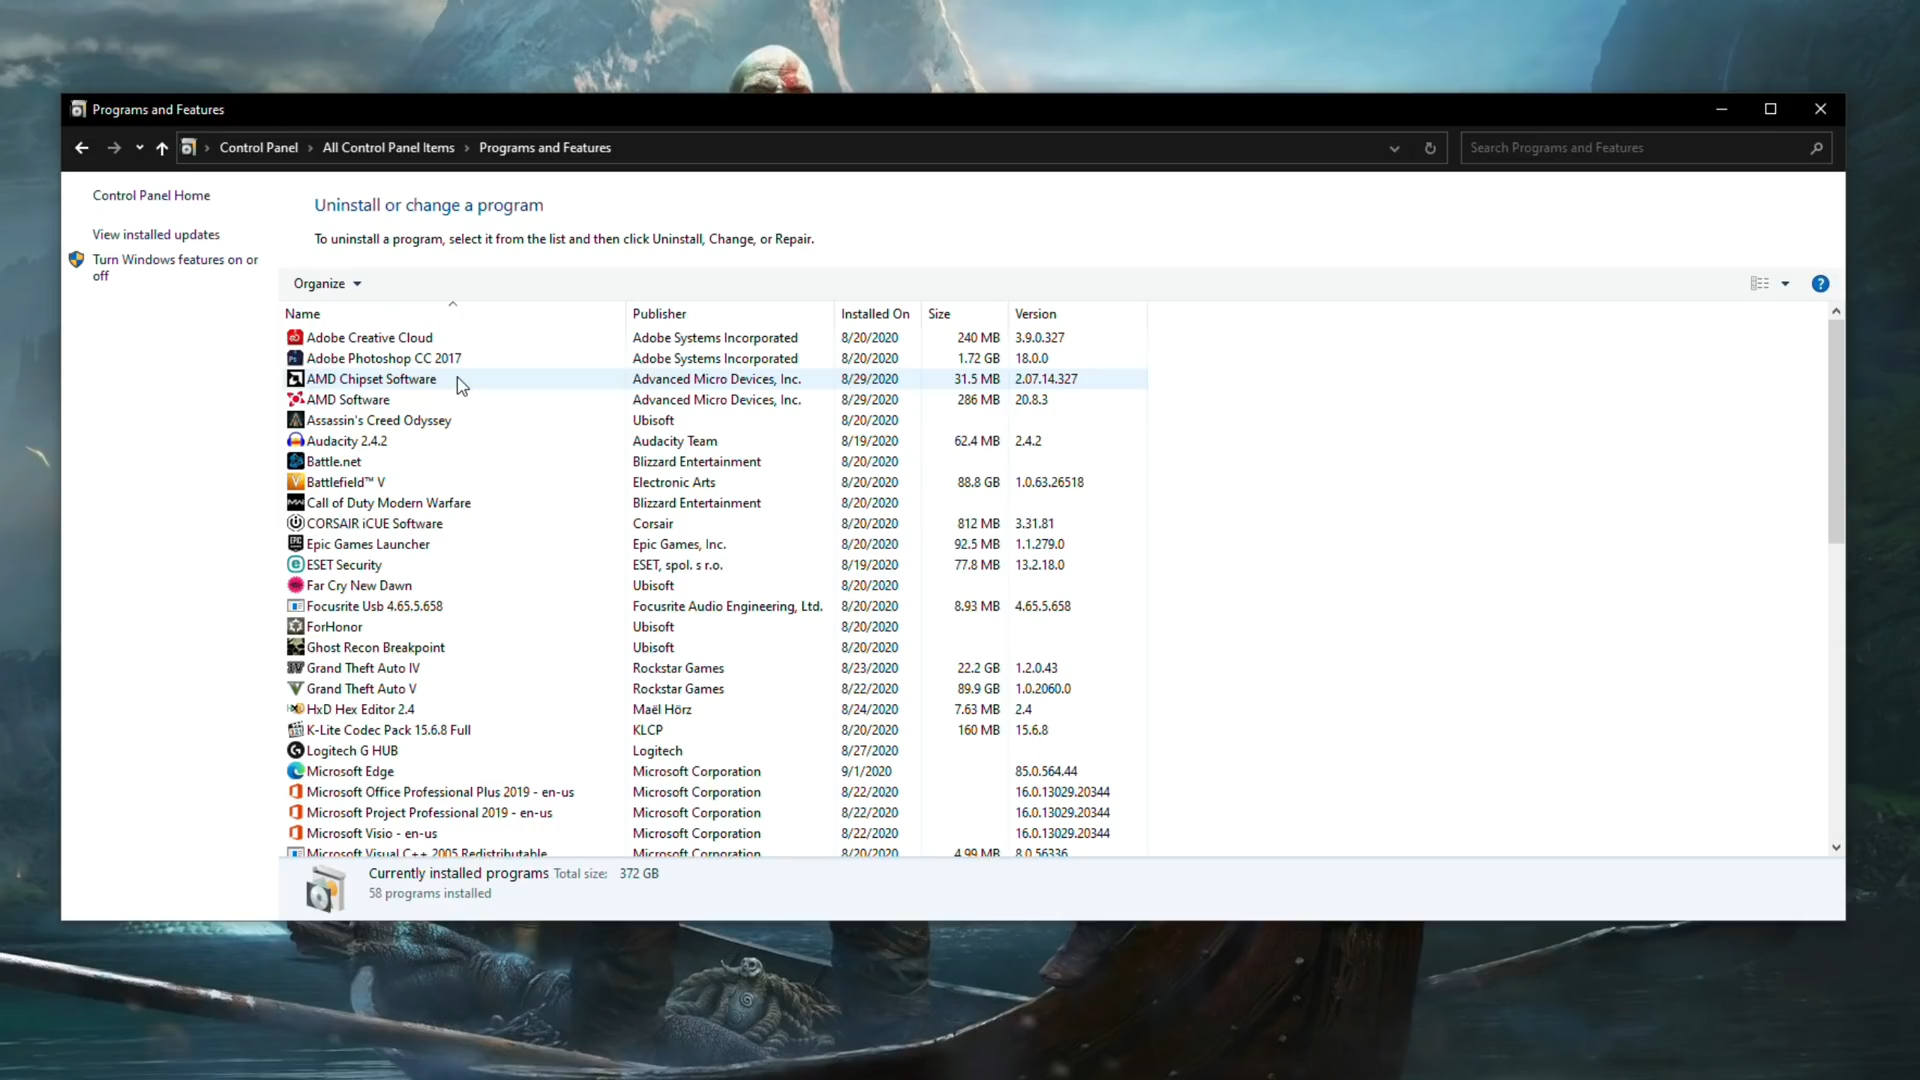 Programs and Features
Control Panel › All Control Panel Items › Programs and Features
Search Programs and Features
Control Panel Home
View installed updates
Turn Windows features on or
off
Uninstall or change a program
To uninstall a program, select it from the list and then click Uninstall, Change, or Repair.
Organize
Name Publisher Installed On Size Version
Adobe Creative Cloud Adobe Systems Incorporated 8/20/2020 240 MB 3.9.0.327
Adobe Photoshop CC 2017 Adobe Systems Incorporated 8/20/2020 1.72 GB 18.0.0
AMD Chipset Software Advanced Micro Devices, Inc. 8/29/2020 31.5 MB 2.07.14.327
AMD Software Advanced Micro Devices, Inc. 8/29/2020 286 MB 20.8.3
Assassin's Creed Odyssey Ubisoft 8/20/2020
Audacity 2.4.2 Audacity Team 8/19/2020 62.4 MB 2.4.2
Battle.net Blizzard Entertainment 8/20/2020
Battlefield™ V Electronic Arts 8/20/2020 88.8 GB 1.0.63.26518
Call of Duty Modern Warfare Blizzard Entertainment 8/20/2020
CORSAIR iCUE Software Corsair 8/20/2020 812 MB 3.31.81
Epic Games Launcher Epic Games, Inc. 8/20/2020 92.5 MB 1.1.279.0
ESET Security ESET, spol. s r.o. 8/19/2020 77.8 MB 13.2.18.0
Far Cry New Dawn Ubisoft 8/20/2020
Focusrite Usb 4.65.5.658 Focusrite Audio Engineering, Ltd. 8/20/2020 8.93 MB 4.65.5.658
ForHonor Ubisoft 8/20/2020
Ghost Recon Breakpoint Ubisoft 8/20/2020
Grand Theft Auto IV Rockstar Games 8/23/2020 22.2 GB 1.2.0.43
Grand Theft Auto V Rockstar Games 8/22/2020 89.9 GB 1.0.2060.0
HxD Hex Editor 2.4 Maël Hörz 8/24/2020 7.63 MB 2.4
K-Lite Codec Pack 15.6.8 Full KLCP 8/20/2020 160 MB 15.6.8
Logitech G HUB Logitech 8/27/2020
Microsoft Edge Microsoft Corporation 9/1/2020 85.0.564.44
Microsoft Office Professional Plus 2019 - en-us Microsoft Corporation 8/22/2020 16.0.13029.20344
Microsoft Project Professional 2019 - en-us Microsoft Corporation 8/22/2020 16.0.13029.20344
Microsoft Visio - en-us Microsoft Corporation 8/22/2020 16.0.13029.20344
Microsoft Visual C++ 2005 Redistributable Microsoft Corporation 8/20/2020 4.99 MB 8.0.56336
Currently installed programs Total size: 372 GB
58 programs installed